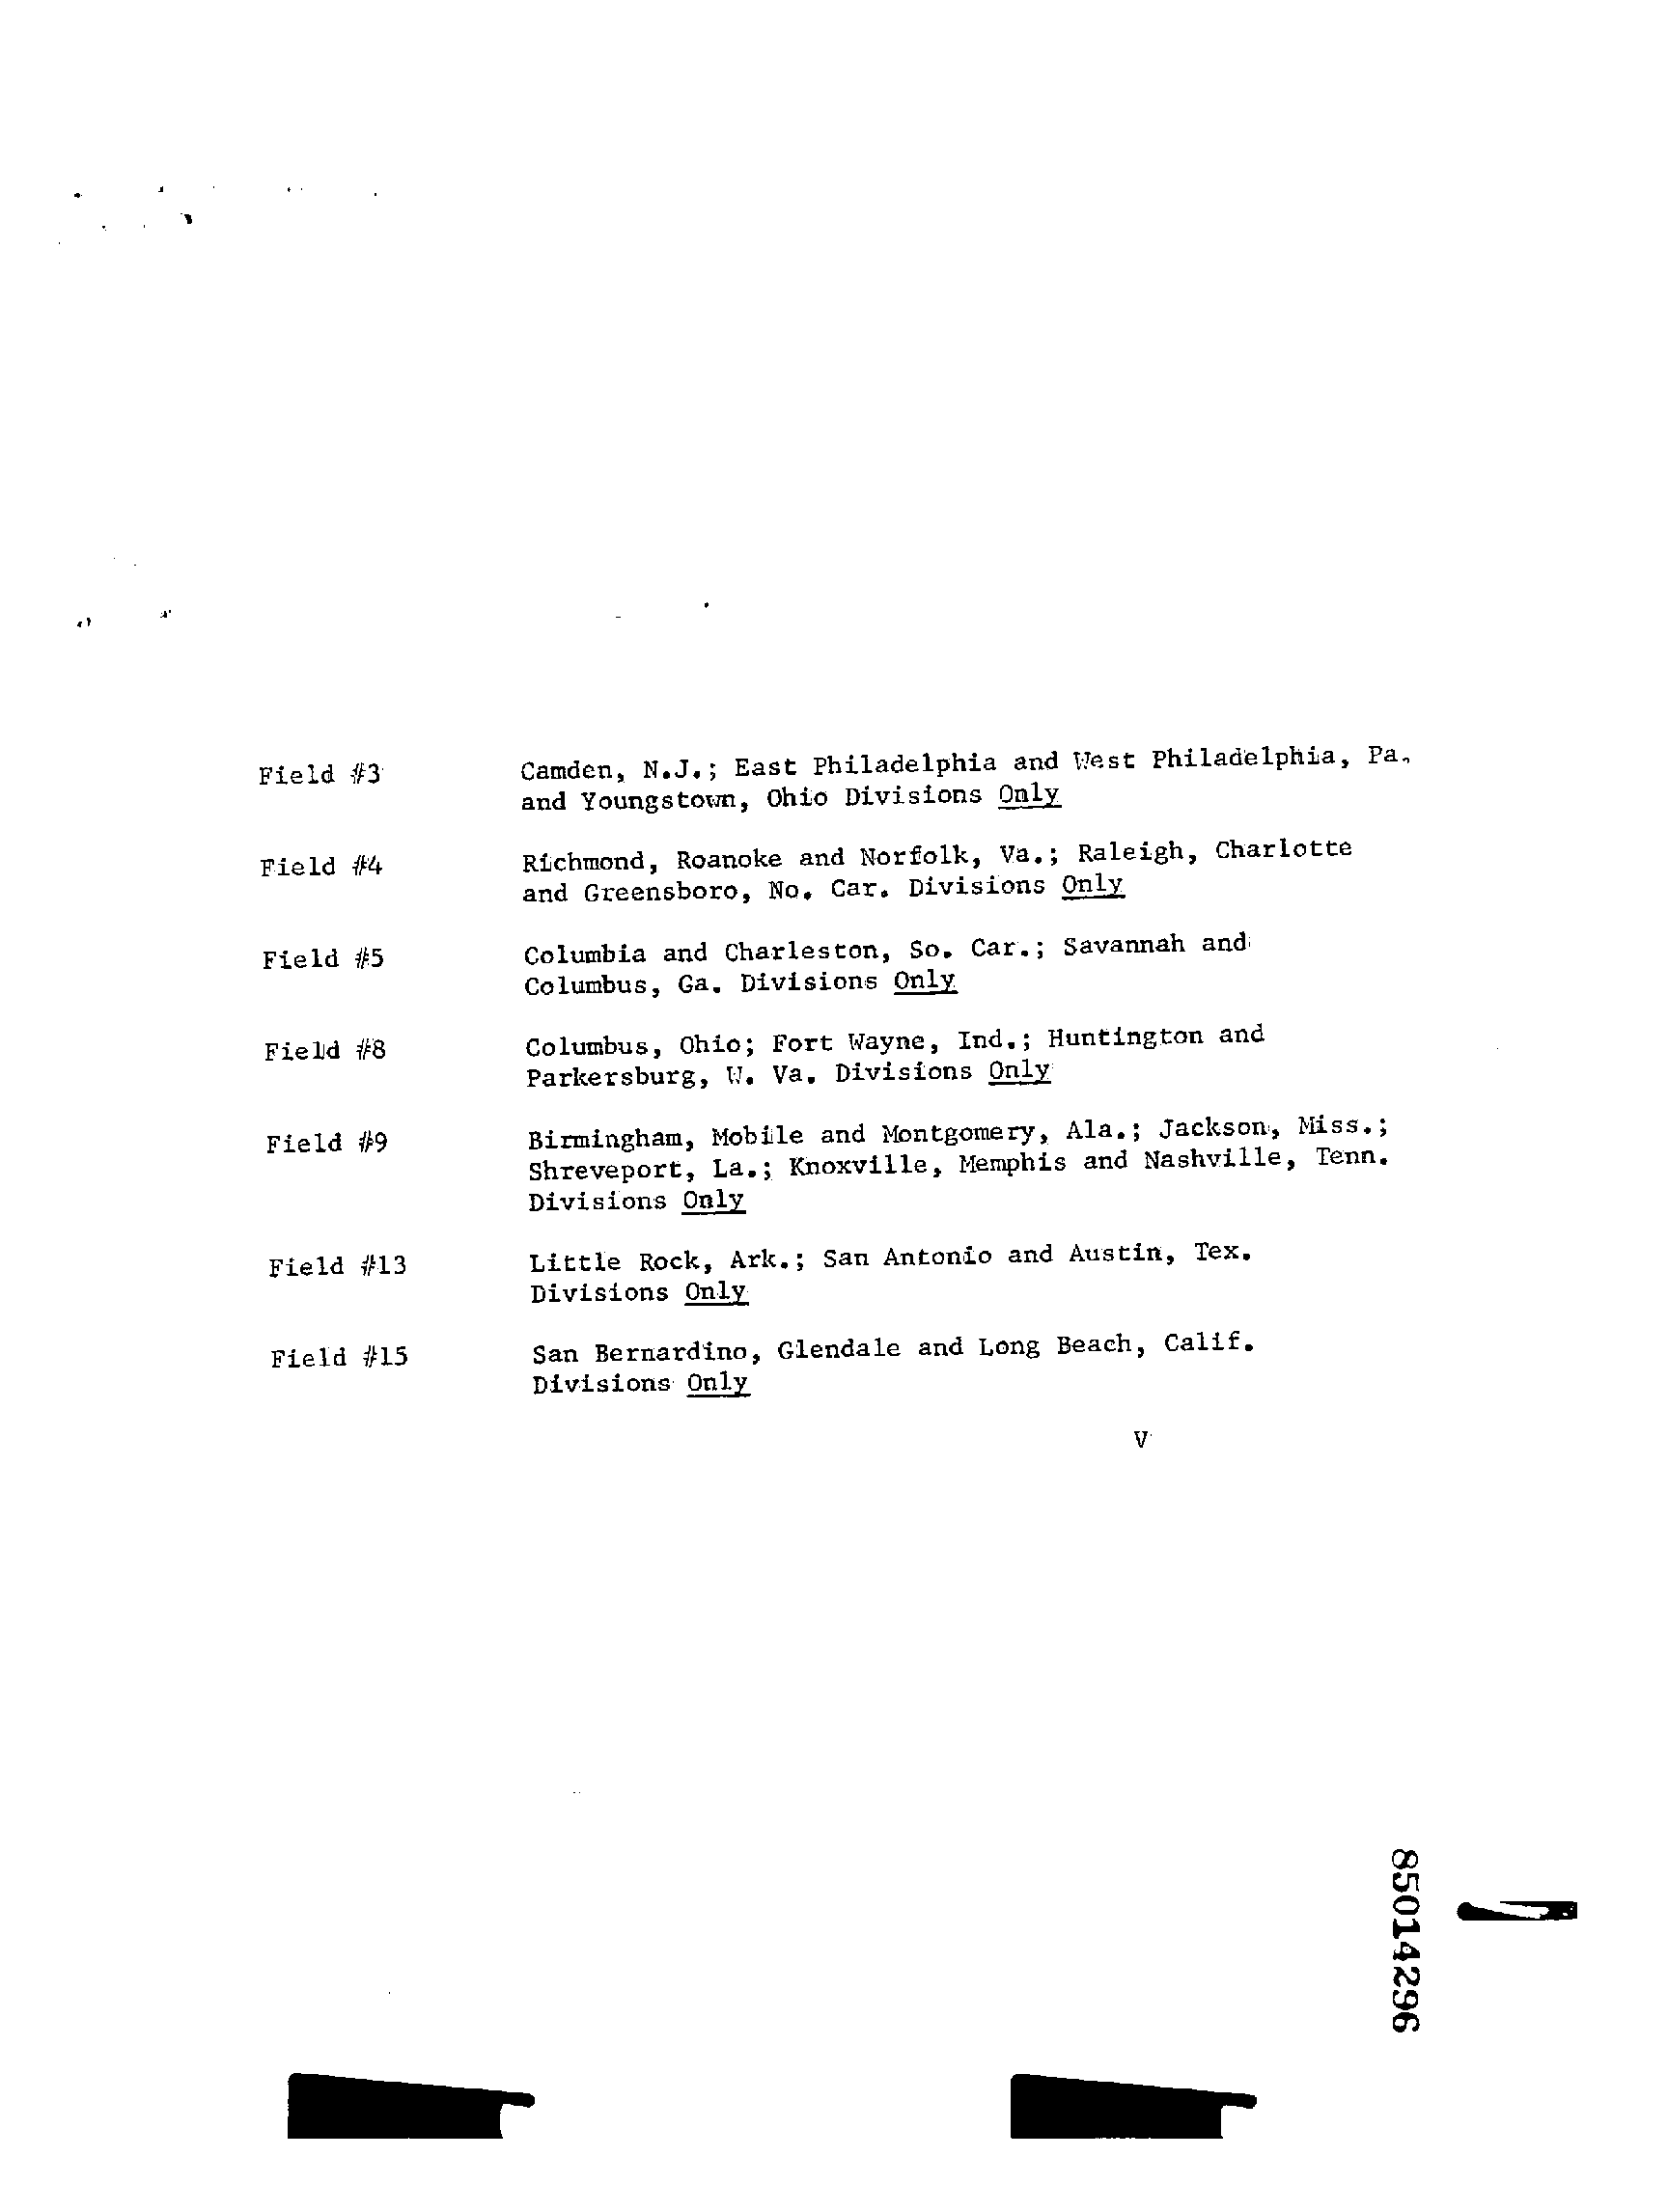 Field #3 Camden, N.J.; East Philadelphia and West Philadelphia, Pa.
and Youngstown, Ohio Divisions Only
Field #4 Richmond, Roanoke and Norfolk, Va.; Raleigh, Charlotte
and Greensboro, No. Car. Divisions Only
Field #5 Columbia and Charleston, So. Car.; Savannah and
Columbus, Ga. Divisions Only
Field #8 Columbus, Ohio; Fort Wayne, Ind.; Huntington and
Parkersburg, W. Va. Divisions Only
Field #9 Birmingham, Mobile and Montgomery, Ala.; Jackson, Miss.;
Shreveport, La.; Knoxville, Memphis and Nashville, Tenn.
Divisions Only
Field #13 Little Rock, Ark.; San Antonio and Austin, Tex.
Divisions Only
Field #15 San Bernardino, Glendale and Long Beach, Calif.
Divisions Only
V
85014296